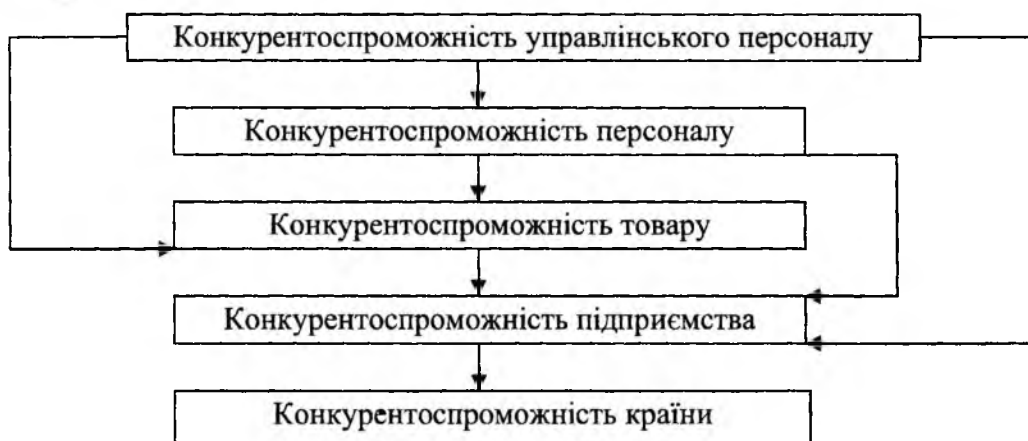 Конкурентоспроможність управлінського персоналу
Конкурентоспроможність персоналу
Конкурентоспроможність товару
Конкурентоспроможність підприємства
Конкурентоспроможність країни